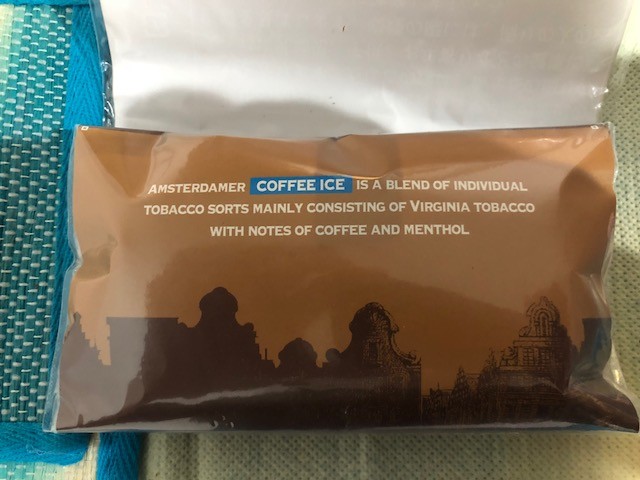 AMSTERDAMER COFFEE ICE IS A BLEND OF INDIVIDUAL
TOBACCO SORTS MAINLY CONSISTING OF VIRGINIA TOBACCO
WITH NOTES OF COFFEE AND MENTHOL